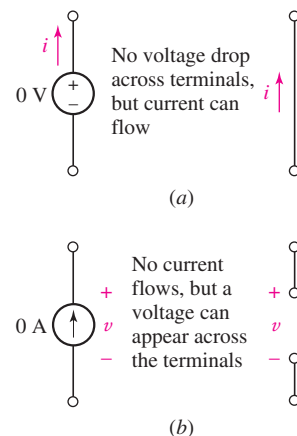 i
0 V
+
−
No voltage drop
across terminals,
but current can
flow
i
(a)
0 A
+
v
−
No current
flows, but a
voltage can
appear across
the terminals
+
v
−
(b)